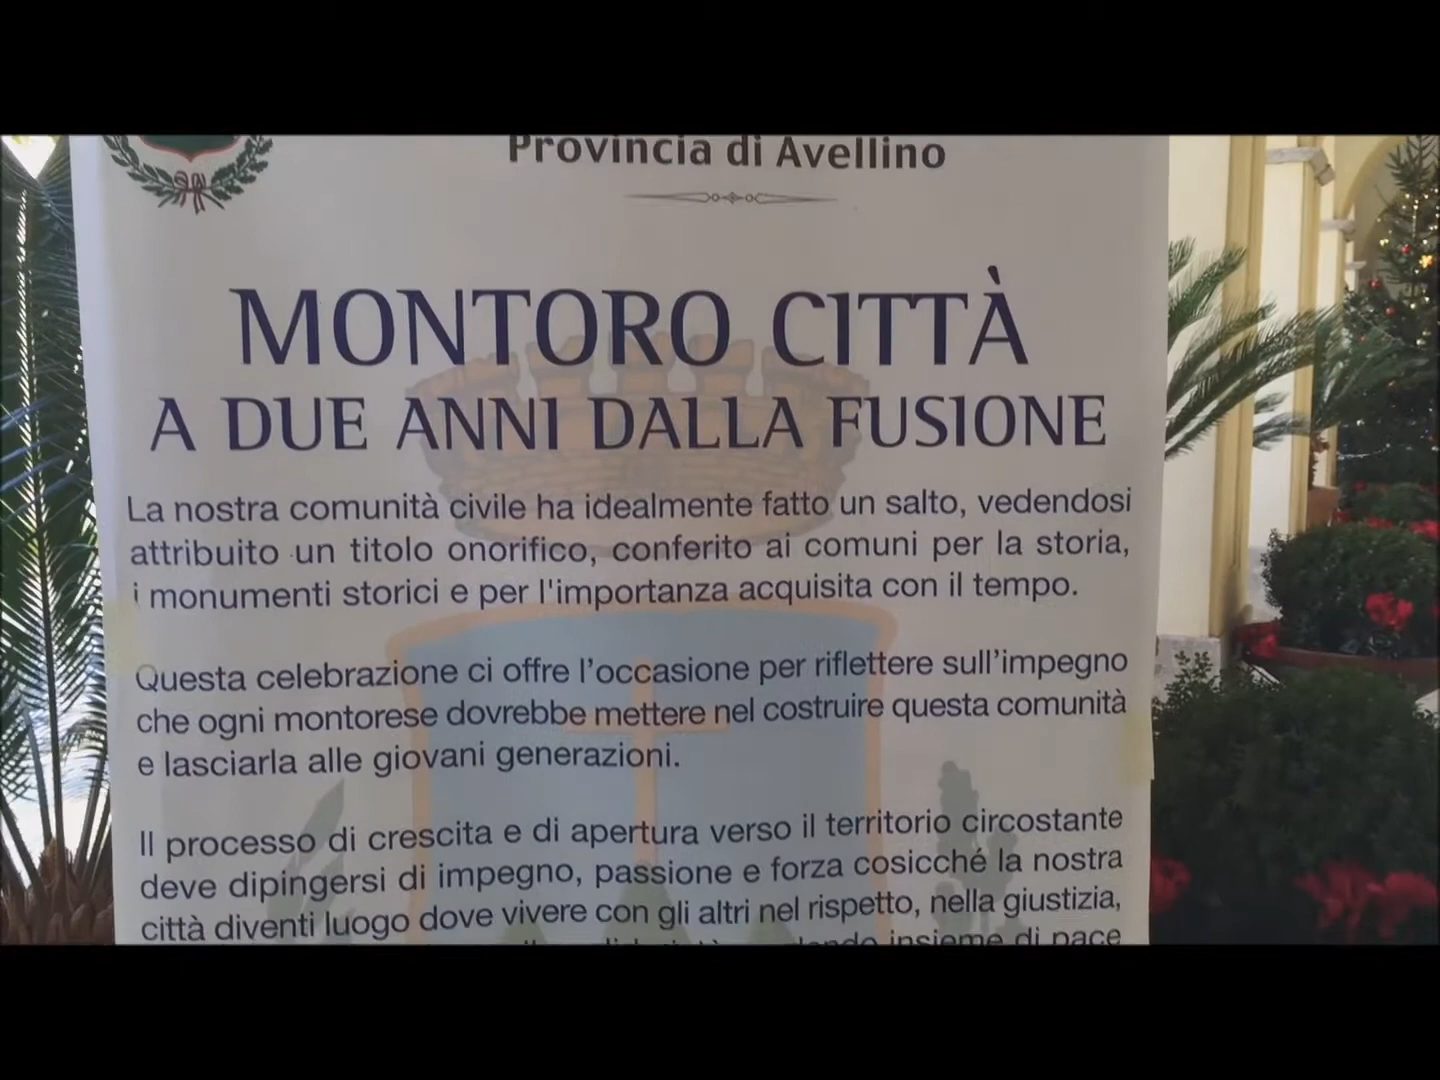 Provincia di Avellino
MONTORO CITTÀ
A DUE ANNI DALLA FUSIONE
La nostra comunità civile ha idealmente fatto un salto, vedendosi
attribuito un titolo onorifico, conferito ai comuni per la storia,
i monumenti storici e per l'importanza acquisita con il tempo.
Questa celebrazione ci offre l'occasione per riflettere sull'impegno
che ogni montorese dovrebbe mettere nel costruire questa comunità
e lasciarla alle giovani generazioni.
Il processo di crescita e di apertura verso il territorio circostante
deve dipingersi di impegno, passione e forza cosicché la nostra
città diventi luogo dove vivere con gli altri nel rispetto, nella giustizia,
insieme di pace